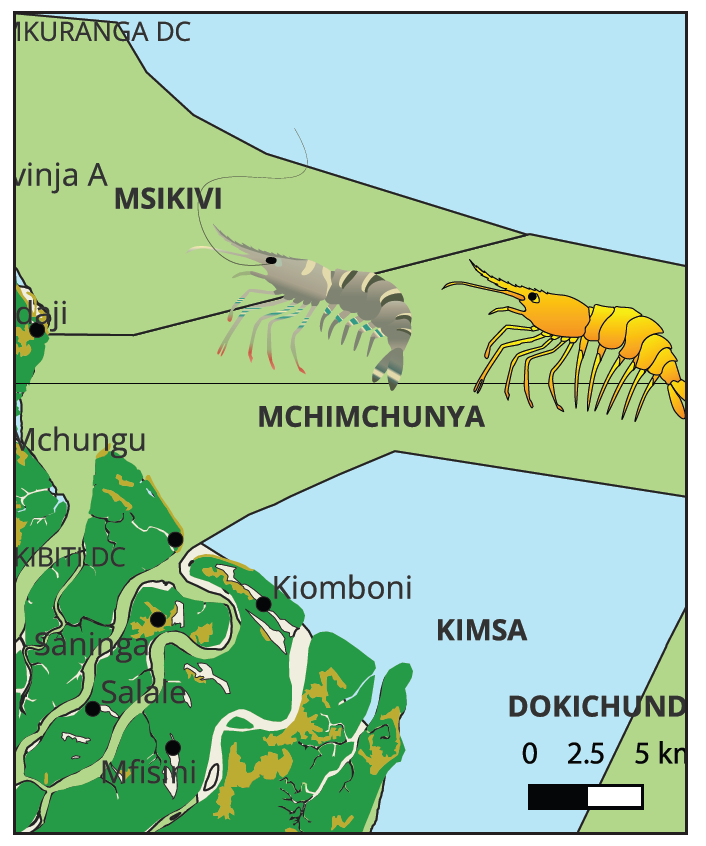 MKURANGA DC
vinja A
MSIKIVI
daji
MCHIMCHUNYA
Mchungu
KIBITI DC
Kiomboni
KIMSA
Saninga
Salale
DOKICHUND
0 2.5 5 km
Mfisini